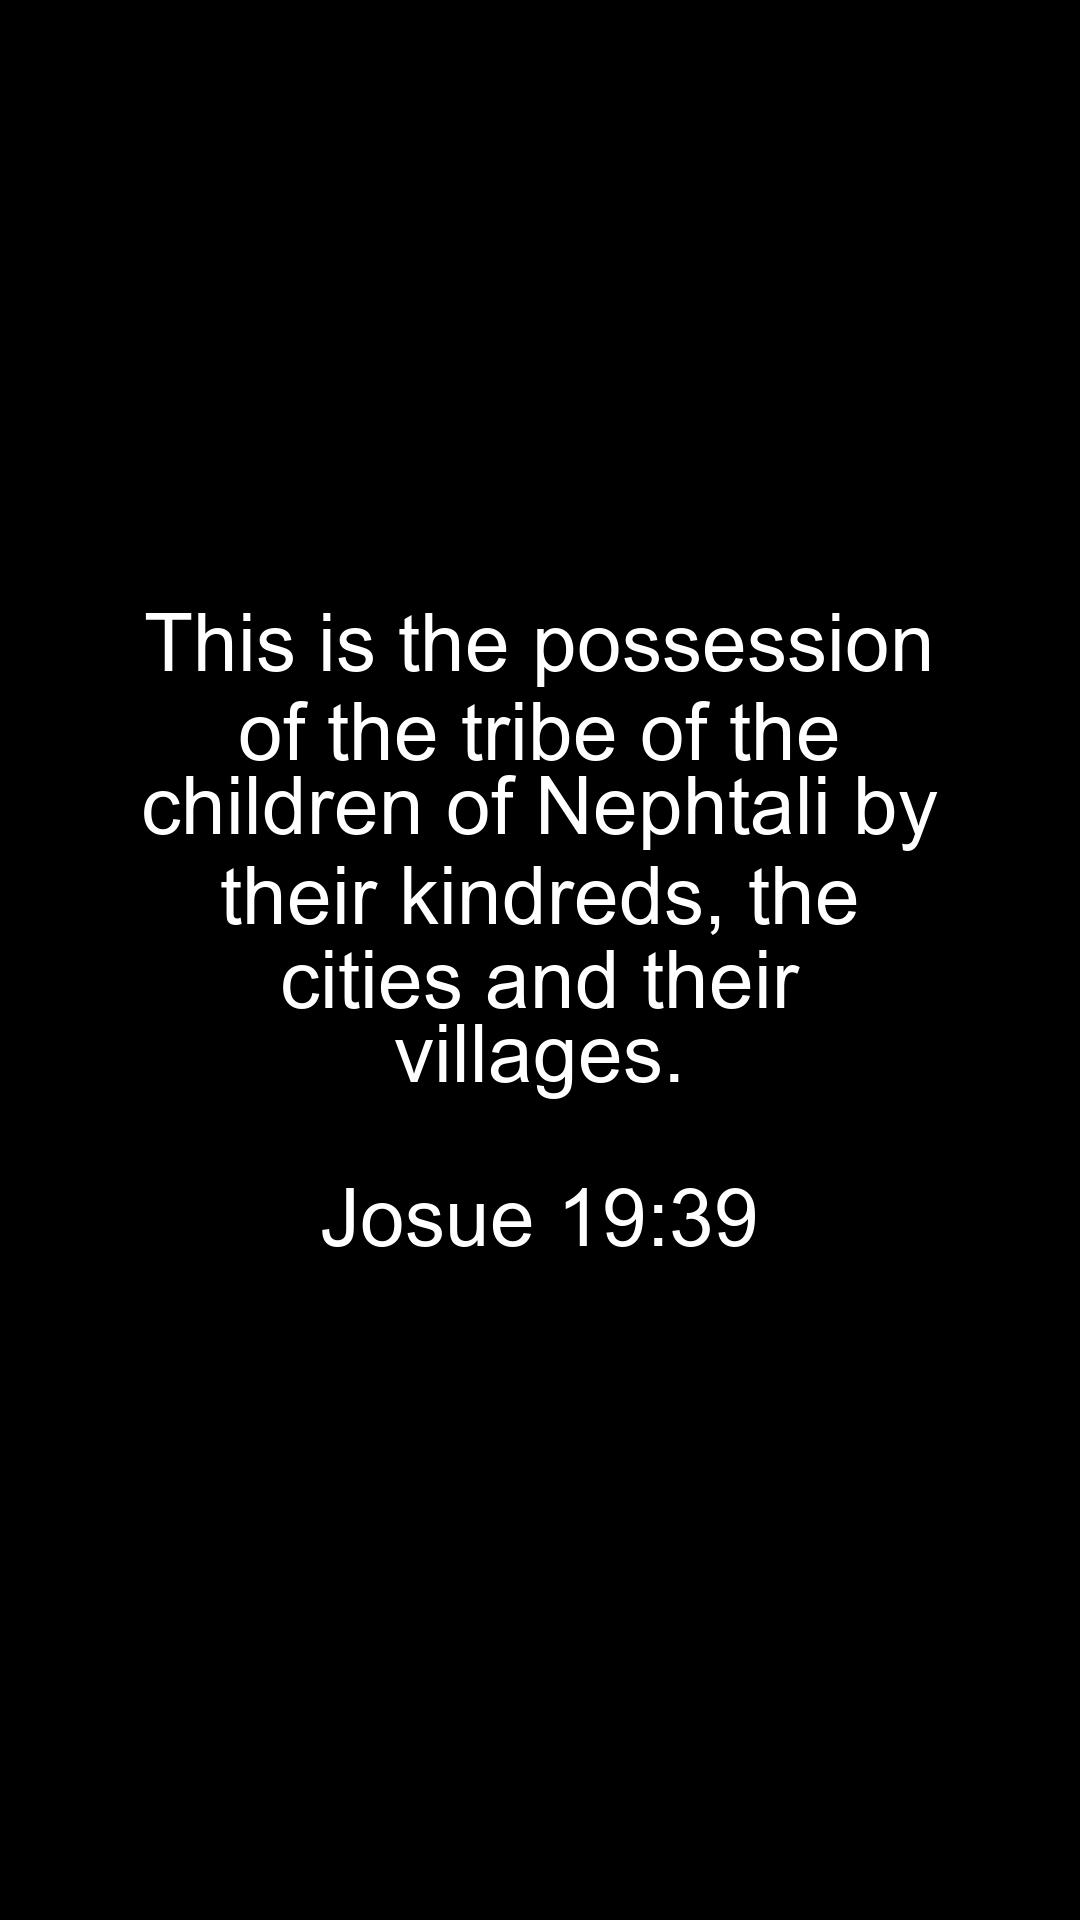 This is the possession
of the tribe of the
children of Nephtali by
their kindreds, the
cities and their
villages.
Josue 19:39